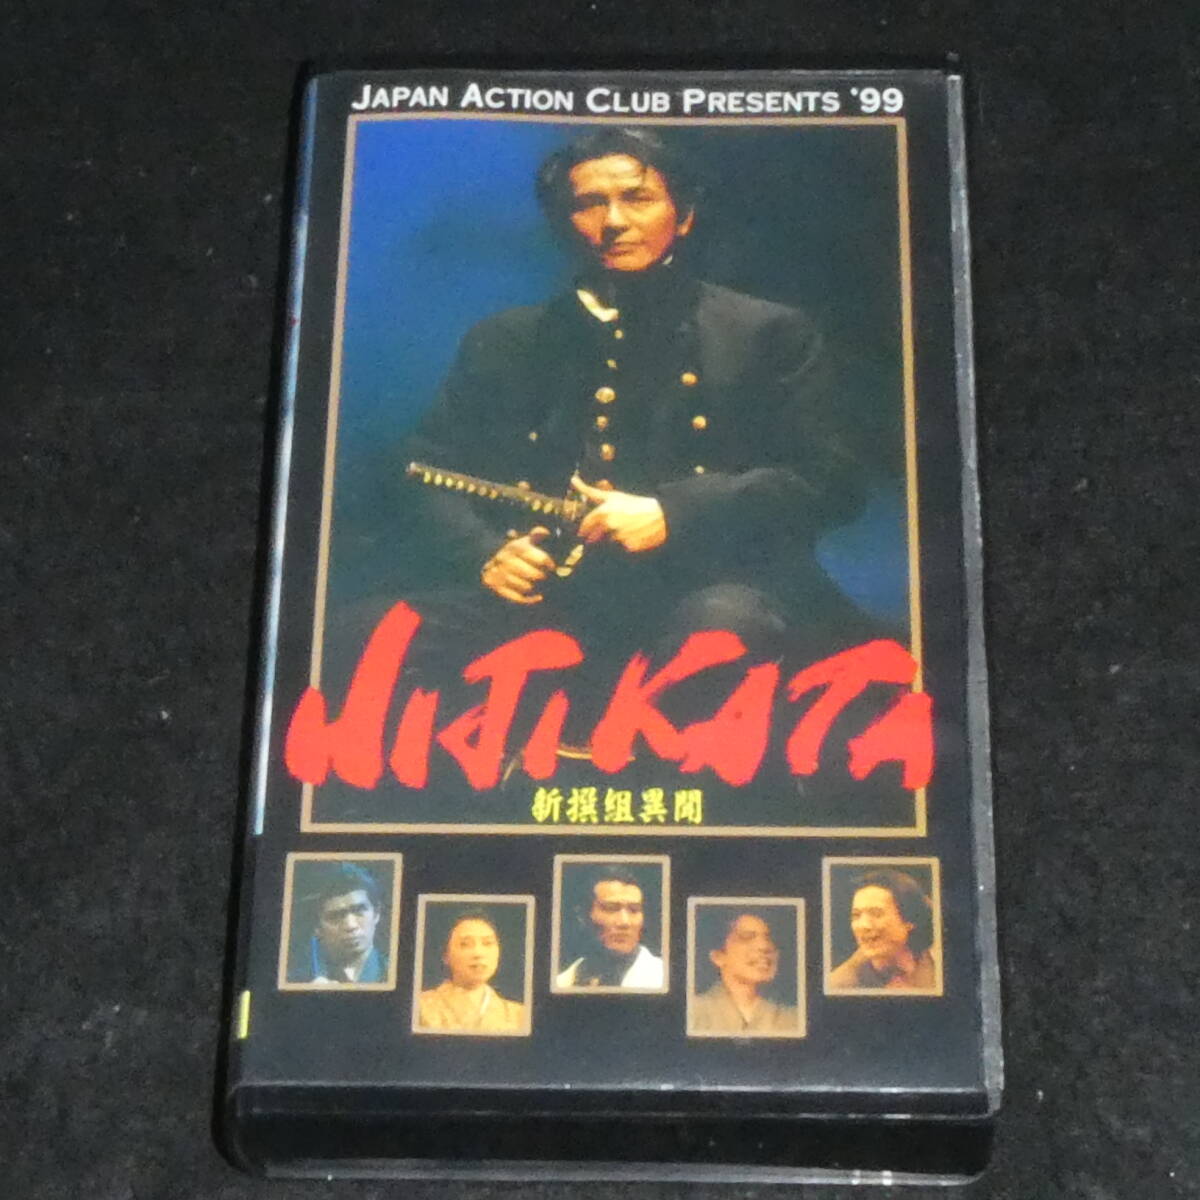 JAPAN ACTION CLUB PRESENTS '99
HIJIKATA
新撰組異聞